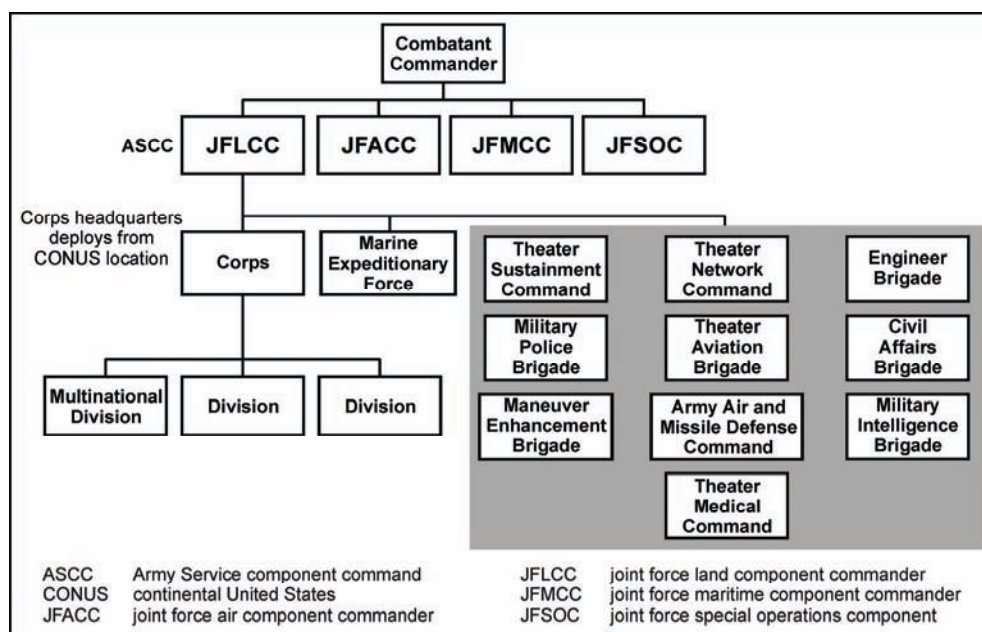 Combatant
Commander
ASCC
JFLCC
JFACC
JFMCC
JFSOC
Corps headquarters
deploys from
CONUS location
Corps
Marine
Expeditionary
Force
Theater
Sustainment
Command
Theater
Network
Command
Engineer
Brigade
Military
Police
Brigade
Theater
Aviation
Brigade
Civil
Affairs
Brigade
Multinational
Division
Division
Division
Maneuver
Enhancement
Brigade
Army Air and
Missile Defense
Command
Military
Intelligence
Brigade
Theater
Medical
Command
ASCC Army Service component command
CONUS continental United States
JFACC joint force air component commander
JFLCC joint force land component commander
JFMCC joint force maritime component commander
JFSOC joint force special operations component